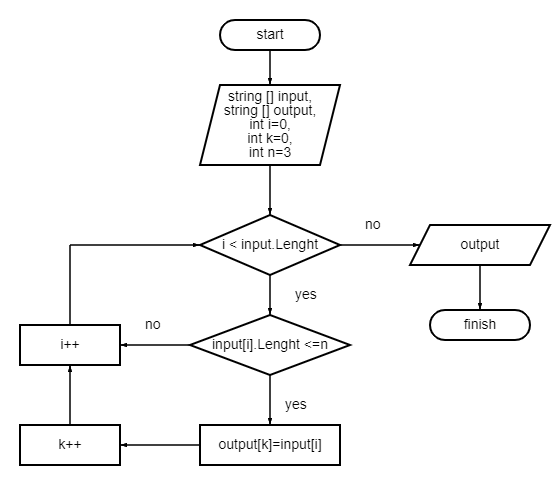 start
string [] input,
string [] output,
int i=0,
int k=0,
int n=3
i < input.Lenght
no
output
yes
finish
no
i++
input[i].Lenght <=n
yes
k++
output[k]=input[i]